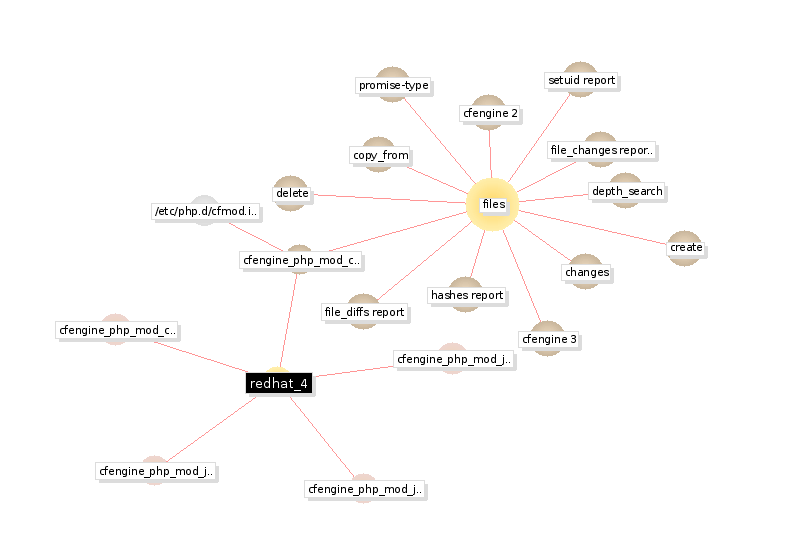 setuid report
promise-type
cfengine 2
file_changes repor..
copy_from
depth_search
delete
files
/etc/php.d/cfmod.i..
create
cfengine_php_mod_c..
changes
hashes report
file_diffs report
cfengine_php_mod_c..
cfengine 3
cfengine_php_mod_j..
redhat_4
cfengine_php_mod_j..
cfengine_php_mod_j..